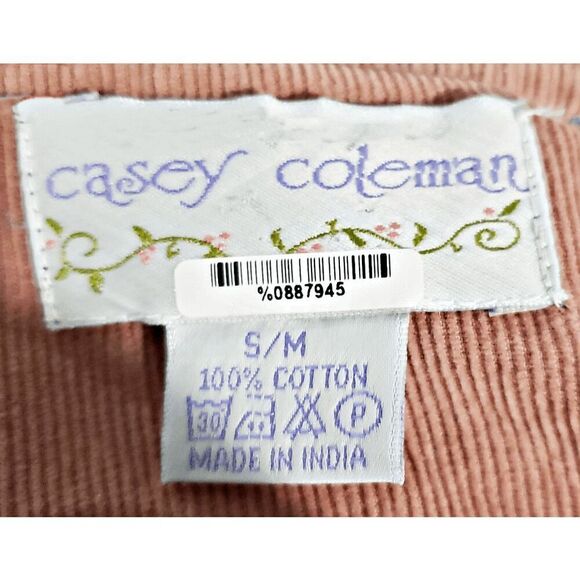 casey coleman
%0887945
S/M
100% COTTON
30 P
MADE IN INDIA